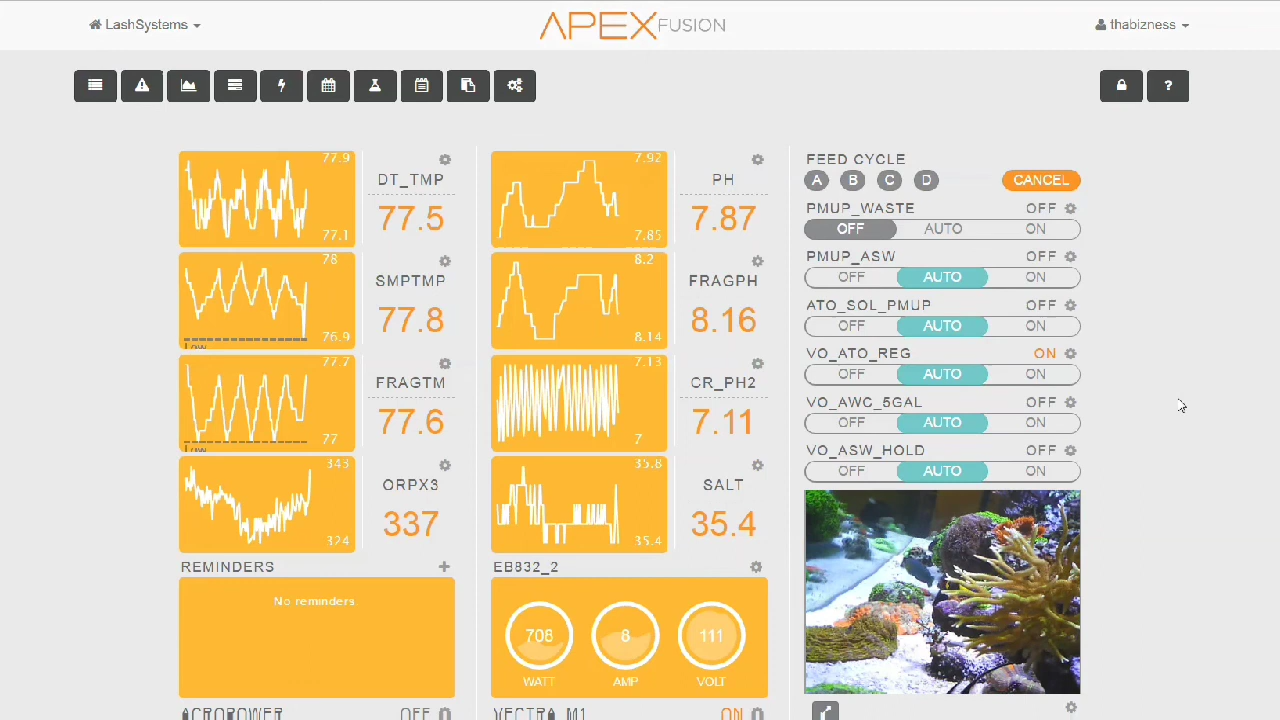 LashSystems
APEX FUSION
thabizness
?
77.9
77.1
DT_TMP
77.5
78
76.9
Low
SMPTMP
77.8
77.7
77
Low
FRAGTM
77.6
343
324
ORPX3
337
REMINDERS
No reminders
ACROPOWER OFF
7.92
7.85
PH
7.87
8.2
8.14
FRAGPH
8.16
7.13
7
CR_PH2
7.11
35.8
35.4
SALT
35.4
EB832_2
708 8 111
WATT AMP VOLT
VECTRA M1 ON
FEED CYCLE
A B C D CANCEL
PMUP_WASTE OFF
OFF AUTO ON
PMUP_ASW OFF
OFF AUTO ON
ATO_SOL_PMUP OFF
OFF AUTO ON
VO_ATO_REG ON
OFF AUTO ON
VO_AWC_5GAL OFF
OFF AUTO ON
VO_ASW_HOLD OFF
OFF AUTO ON